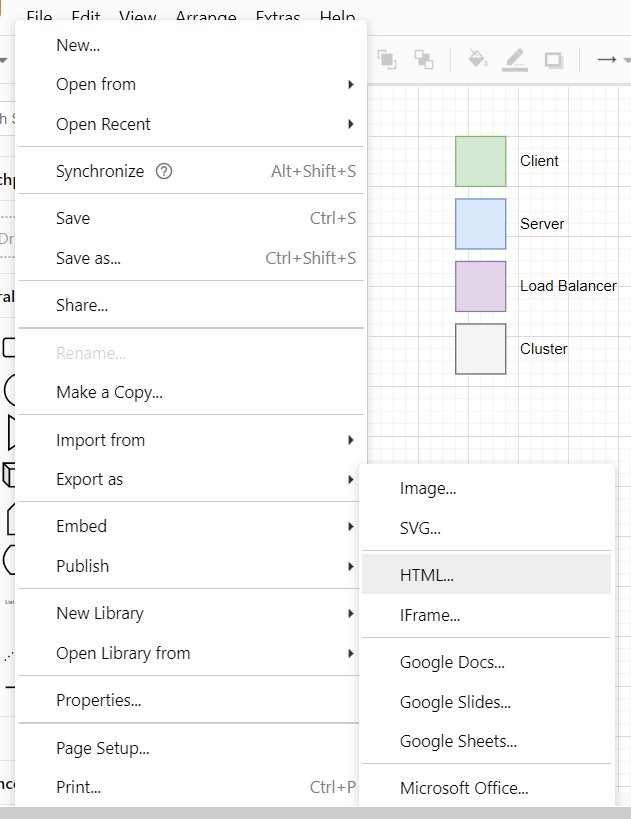 File Edit View Arrange Extras Help
New...
Open from
Open Recent
Synchronize ? Alt+Shift+S
Save Ctrl+S
Save as... Ctrl+Shift+S
Share...
Rename...
Make a Copy...
Import from
Export as
Embed
Publish
New Library
Open Library from
Properties...
Page Setup...
Print... Ctrl+P
Client
Server
Load Balancer
Cluster
Image...
SVG...
HTML...
IFrame...
Google Docs...
Google Slides...
Google Sheets...
Microsoft Office...